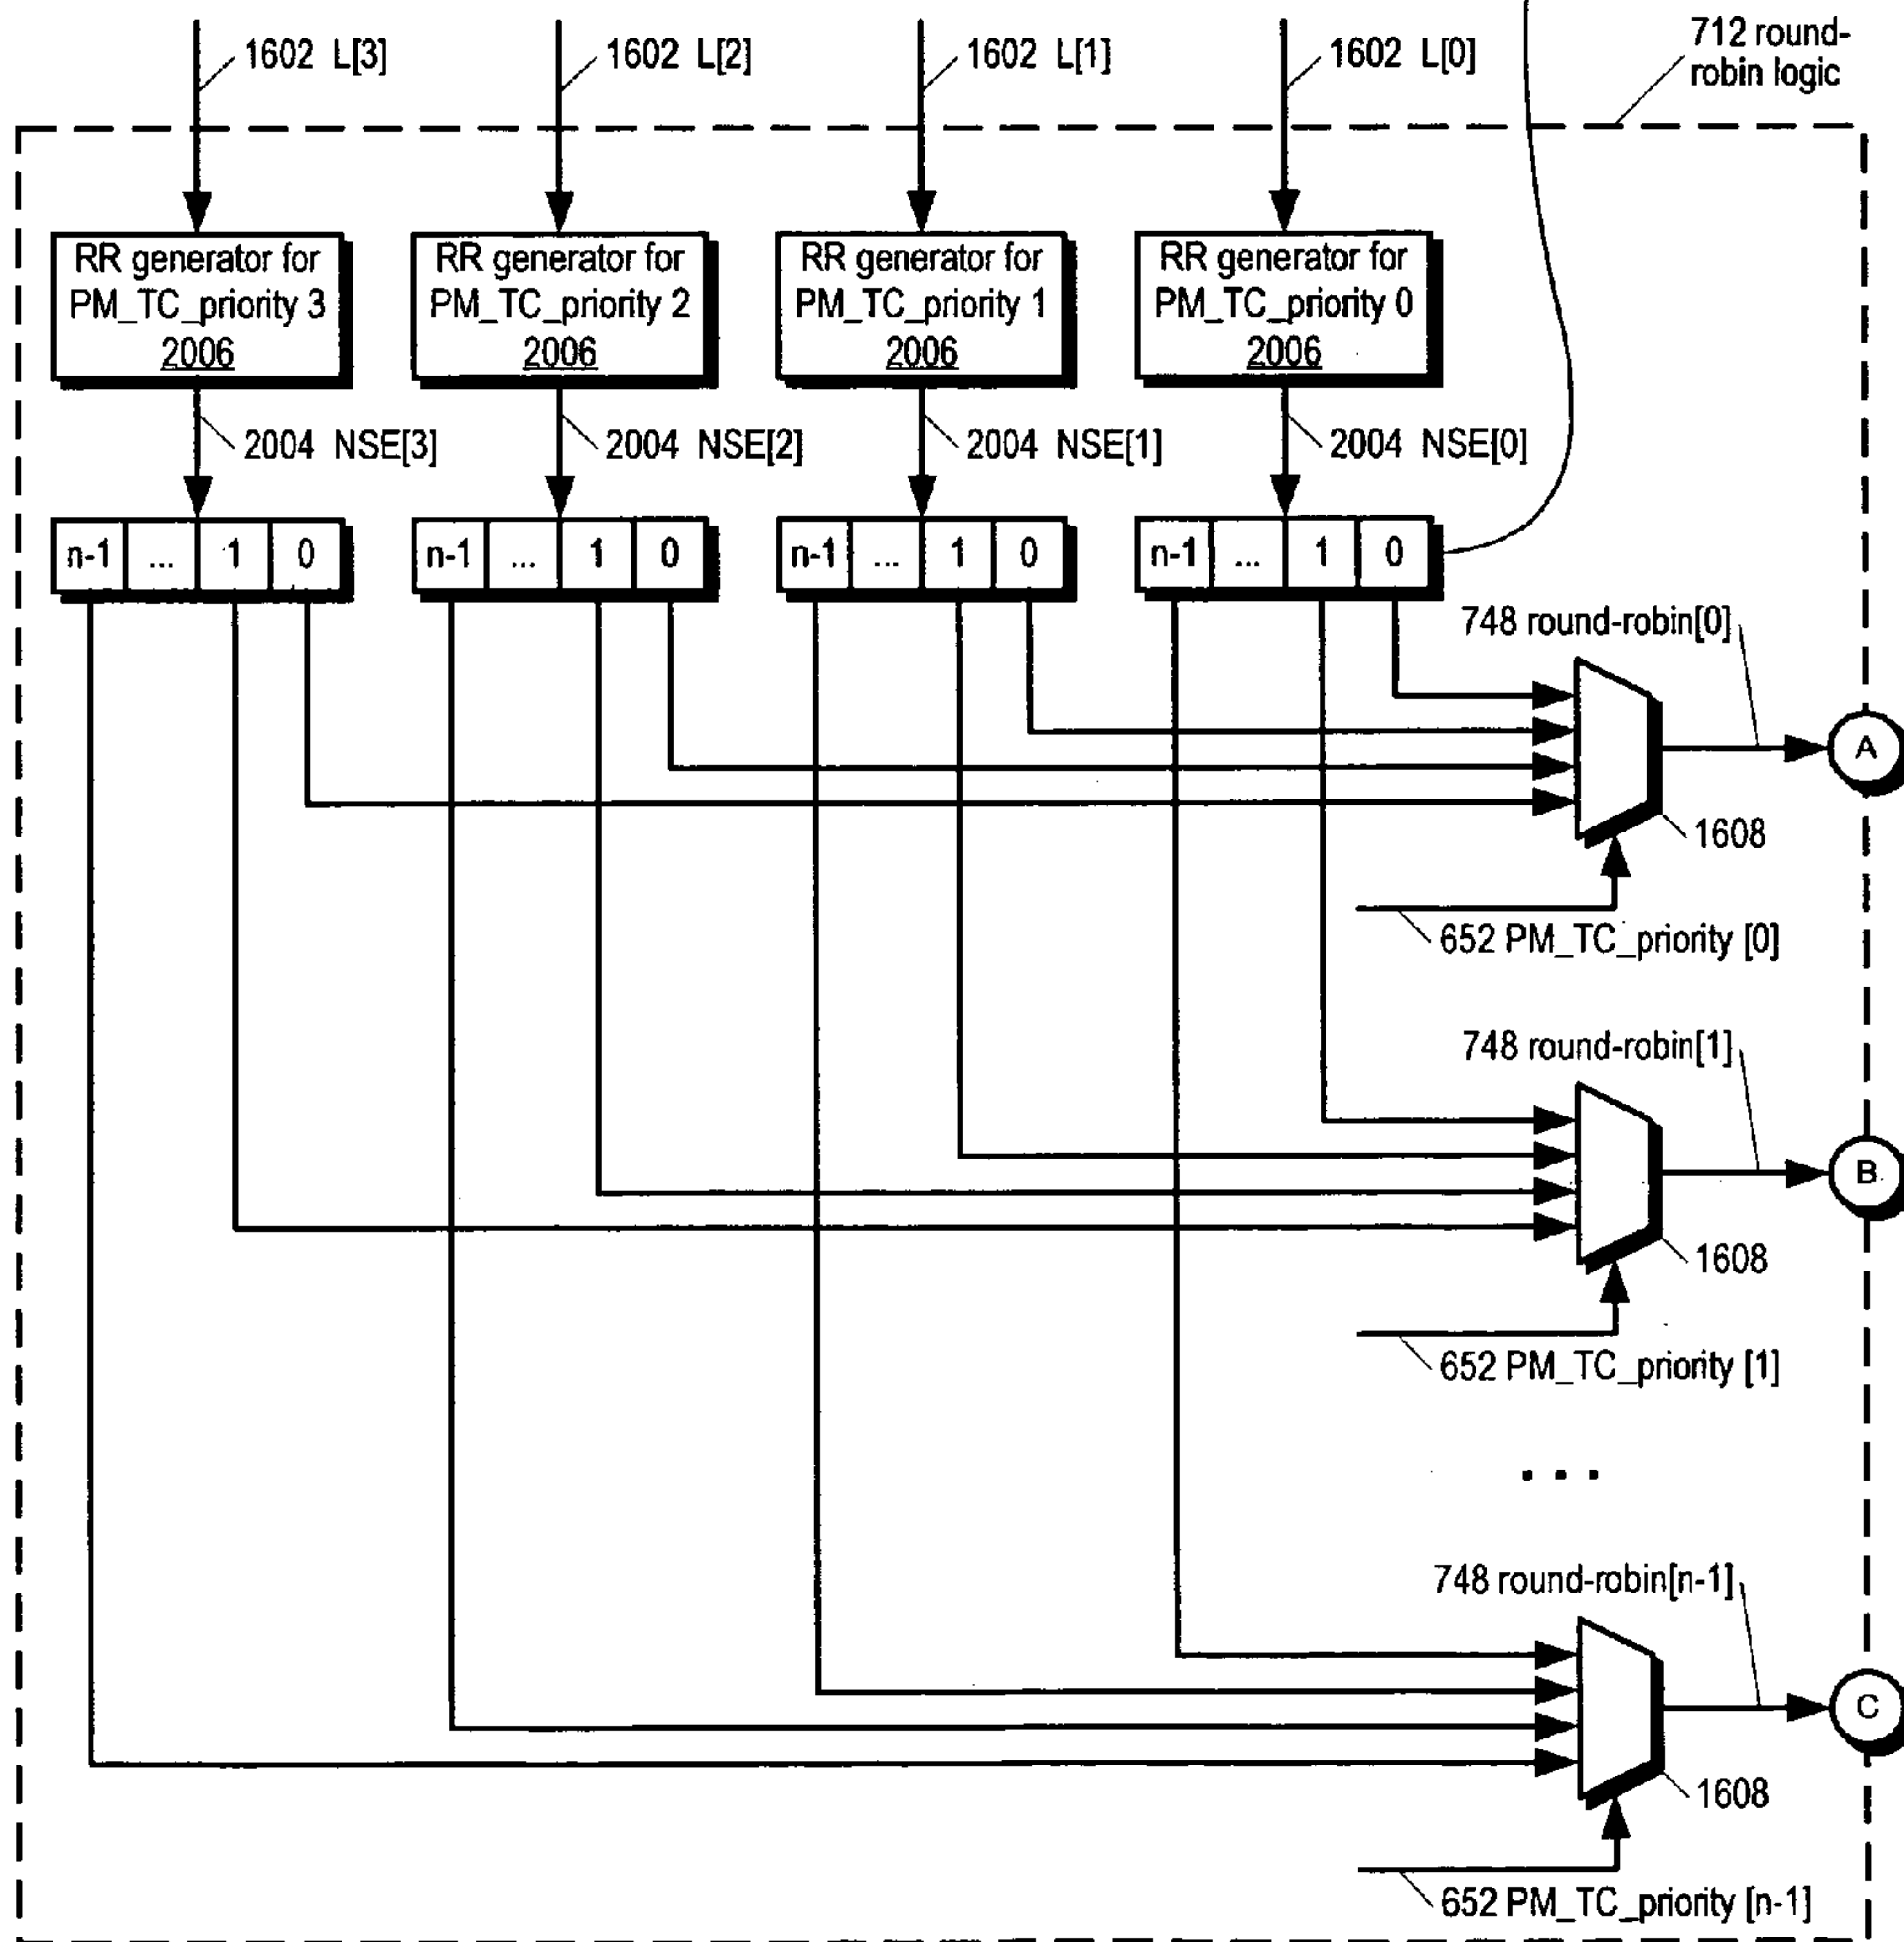 712 round-
robin logic
1602 L[3]
1602 L[2]
1602 L[1]
1602 L[0]
RR generator for
PM_TC_priority 3
2006
RR generator for
PM_TC_priority 2
2006
RR generator for
PM_TC_priority 1
2006
RR generator for
PM_TC_priority 0
2006
2004 NSE[3]
2004 NSE[2]
2004 NSE[1]
2004 NSE[0]
n-1 ... 1 0
n-1 ... 1 0
n-1 ... 1 0
n-1 ... 1 0
748 round-robin[0]
A
1608
652 PM_TC_priority [0]
748 round-robin[1]
B
1608
652 PM_TC_priority [1]
...
748 round-robin[n-1]
C
1608
652 PM_TC_priority [n-1]